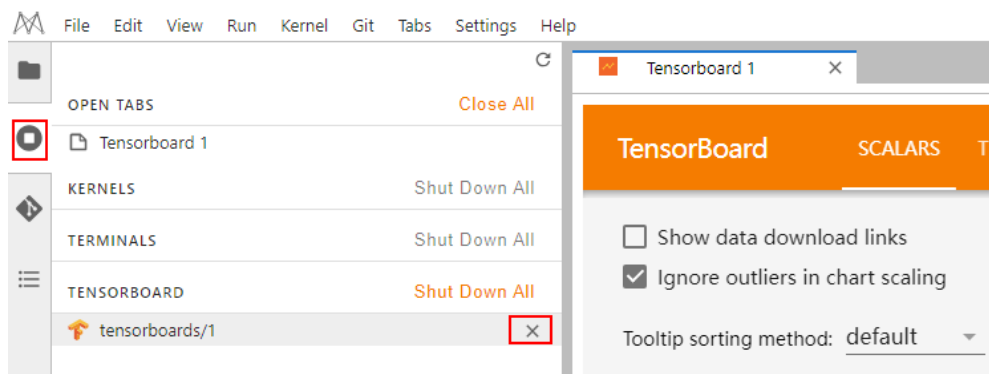 File Edit View Run Kernel Git Tabs Settings Help
OPEN TABS Close All
Tensorboard 1
KERNELS Shut Down All
TERMINALS Shut Down All
TENSORBOARD Shut Down All
tensorboards/1
Tensorboard 1
TensorBoard SCALARS T
Show data download links
Ignore outliers in chart scaling
Tooltip sorting method: default